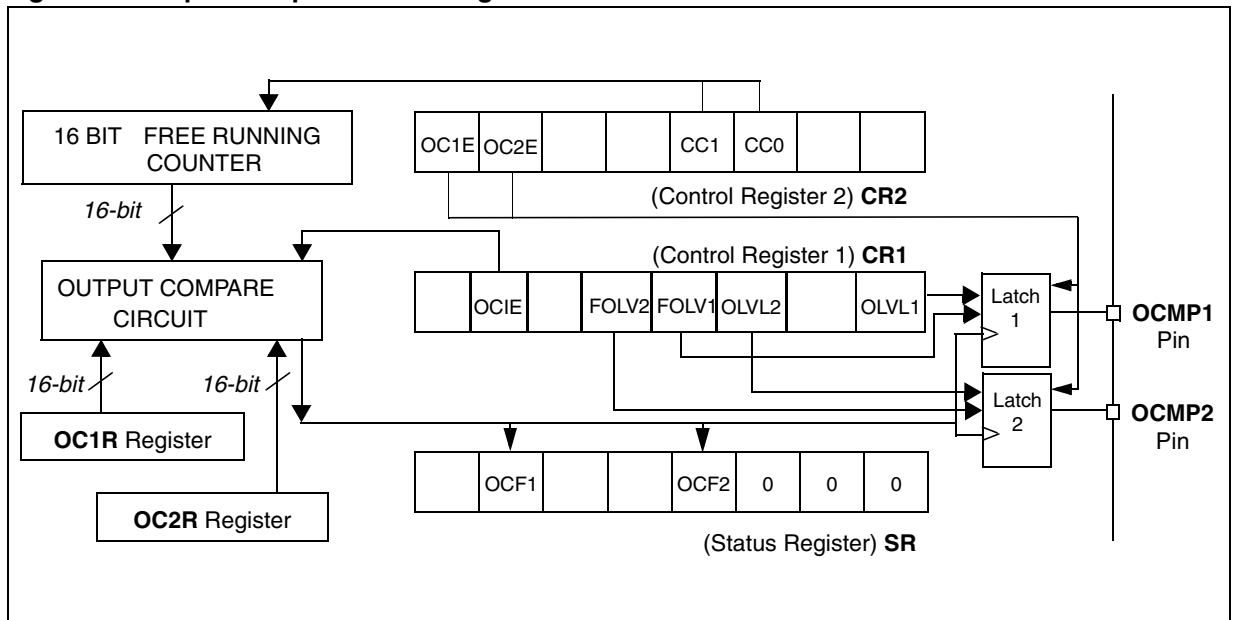 16 BIT FREE RUNNING
COUNTER
OC1E OC2E CC1 CC0
(Control Register 2) CR2
16-bit
(Control Register 1) CR1
OUTPUT COMPARE
CIRCUIT
OCIE FOLV2 FOLV1 OLVL2 OLVL1
Latch
1
OCMP1
Pin
16-bit
16-bit
Latch
2
OCMP2
Pin
OC1R Register
OCF1 OCF2 0 0 0
OC2R Register
(Status Register) SR